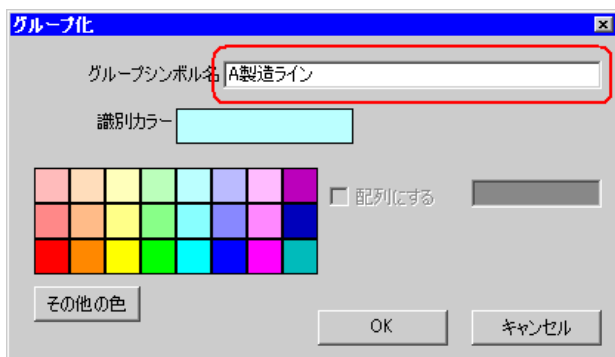 グループ化
グループシンボル名 A製造ライン
識別カラー
配列にする
その他の色
OK キャンセル